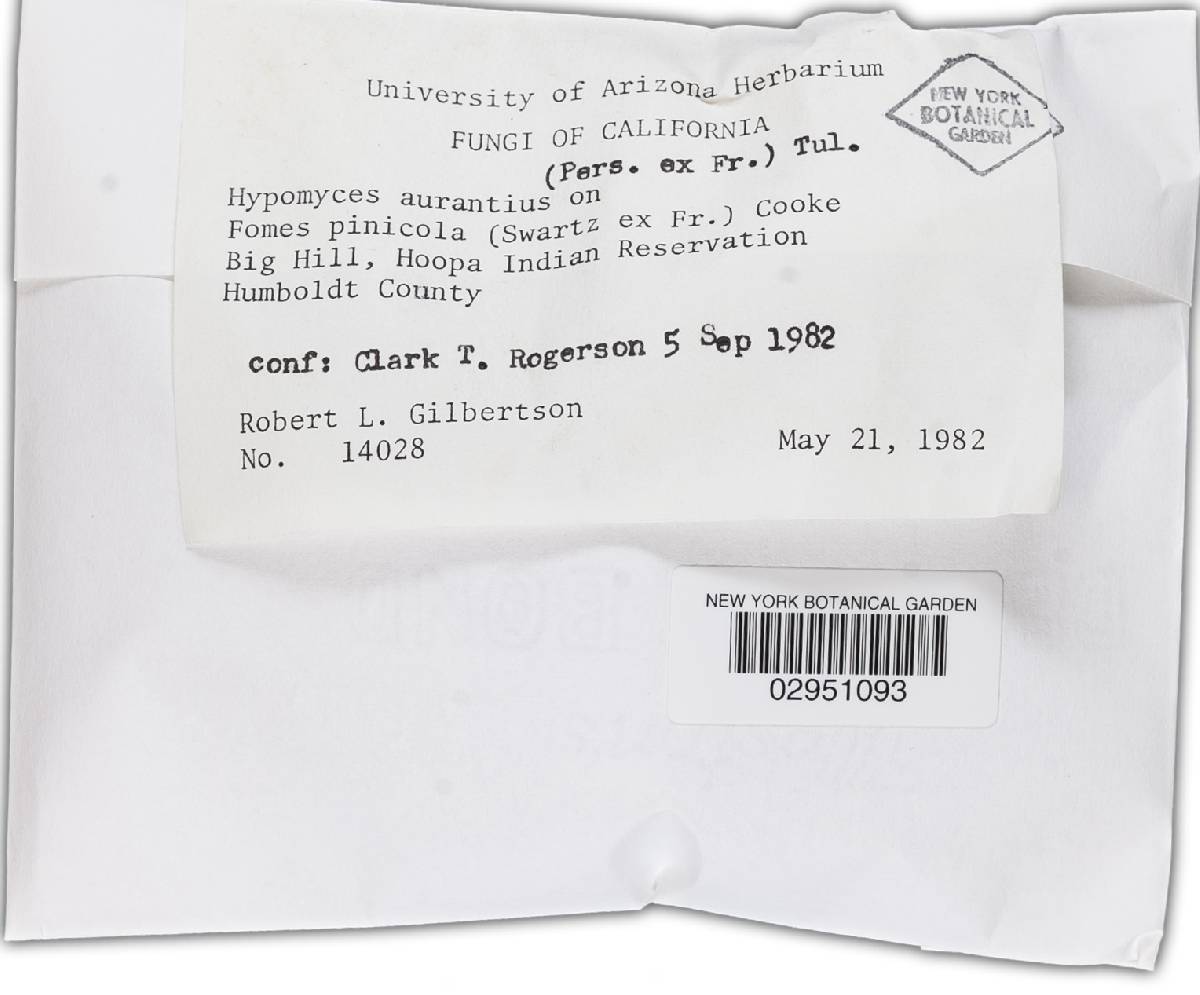 University of Arizona Herbarium
NEW YORK
BOTANICAL
GARDEN
FUNGI OF CALIFORNIA
(Pers. ex Fr.) Tul.
Hypomyces aurantius on
Fomes pinicola (Swartz ex Fr.) Cooke
Big Hill, Hoopa Indian Reservation
Humboldt County
conf: Clark T. Rogerson 5 Sep 1982
Robert L. Gilbertson
No. 14028 May 21, 1982
NEW YORK BOTANICAL GARDEN
02951093